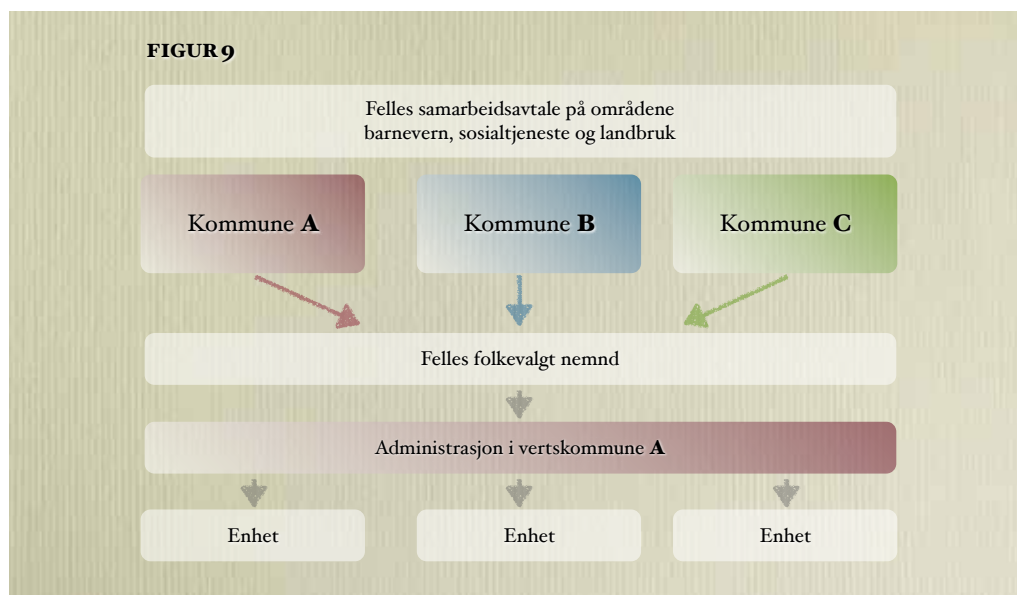 FIGUR 9
Felles samarbeidsavtale på områdene
barnevern, sosialtjeneste og landbruk
Kommune A
Kommune B
Kommune C
Felles folkevalgt nemnd
Administrasjon i vertskommune A
Enhet
Enhet
Enhet